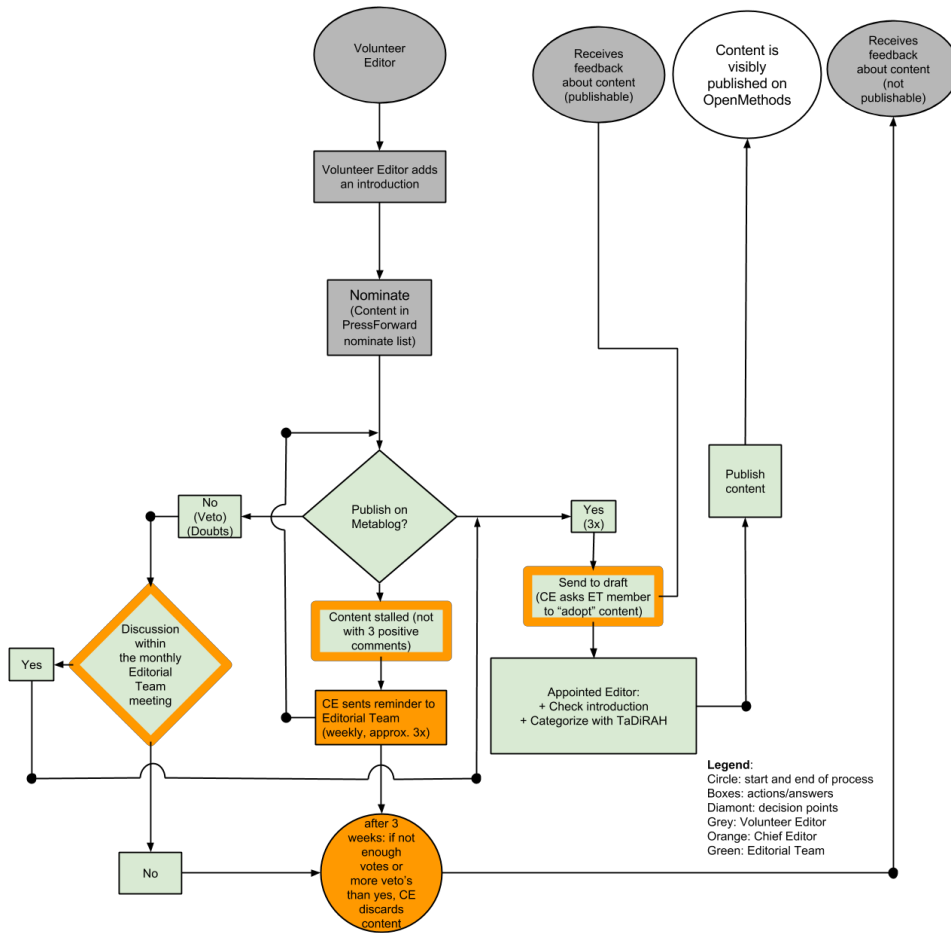 Volunteer
Editor
Receives
feedback
about content
(publishable)
Content is
visibly
published on
OpenMethods
Receives
feedback
about content
(not
publishable)
Volunteer Editor adds
an introduction
Nominate
(Content in
PressForward
nominate list)
Publish on
Metablog?
No
(Veto)
(Doubts)
Yes
(3x)
Publish
content
Send to draft
(CE asks ET member
to “adopt” content)
Content stalled (not
with 3 positive
comments)
Discussion
within
the monthly
Editorial
Team
meeting
Yes
CE sents reminder to
Editorial Team
(weekly, approx. 3x)
Appointed Editor:
+ Check introduction
+ Categorize with TaDiRAH
Legend:
Circle: start and end of process
Boxes: actions/answers
Diamont: decision points
Grey: Volunteer Editor
Orange: Chief Editor
Green: Editorial Team
No
after 3
weeks: if not
enough
votes or
more veto's
than yes, CE
discards
content